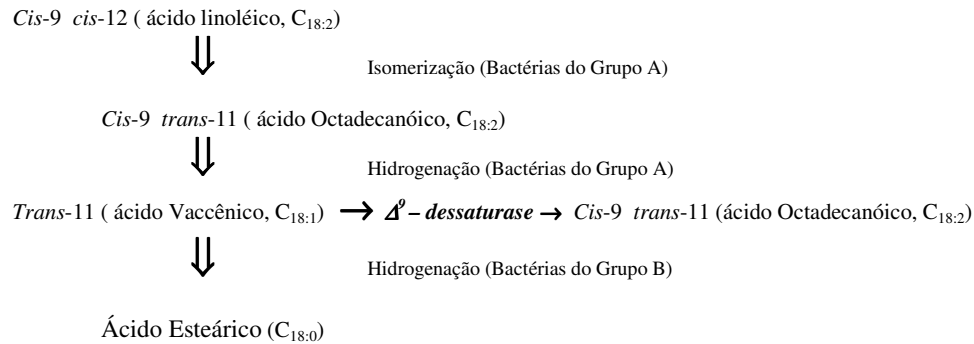 Cis-9 cis-12 ( ácido linoléico, C18:2)
Isomerização (Bactérias do Grupo A)
Cis-9 trans-11 ( ácido Octadecanóico, C18:2)
Hidrogenação (Bactérias do Grupo A)
Trans-11 ( ácido Vaccênico, C18:1) → Δ⁹ – dessaturase → Cis-9 trans-11 (ácido Octadecanóico, C18:2)
Hidrogenação (Bactérias do Grupo B)
Ácido Esteárico (C18:0)